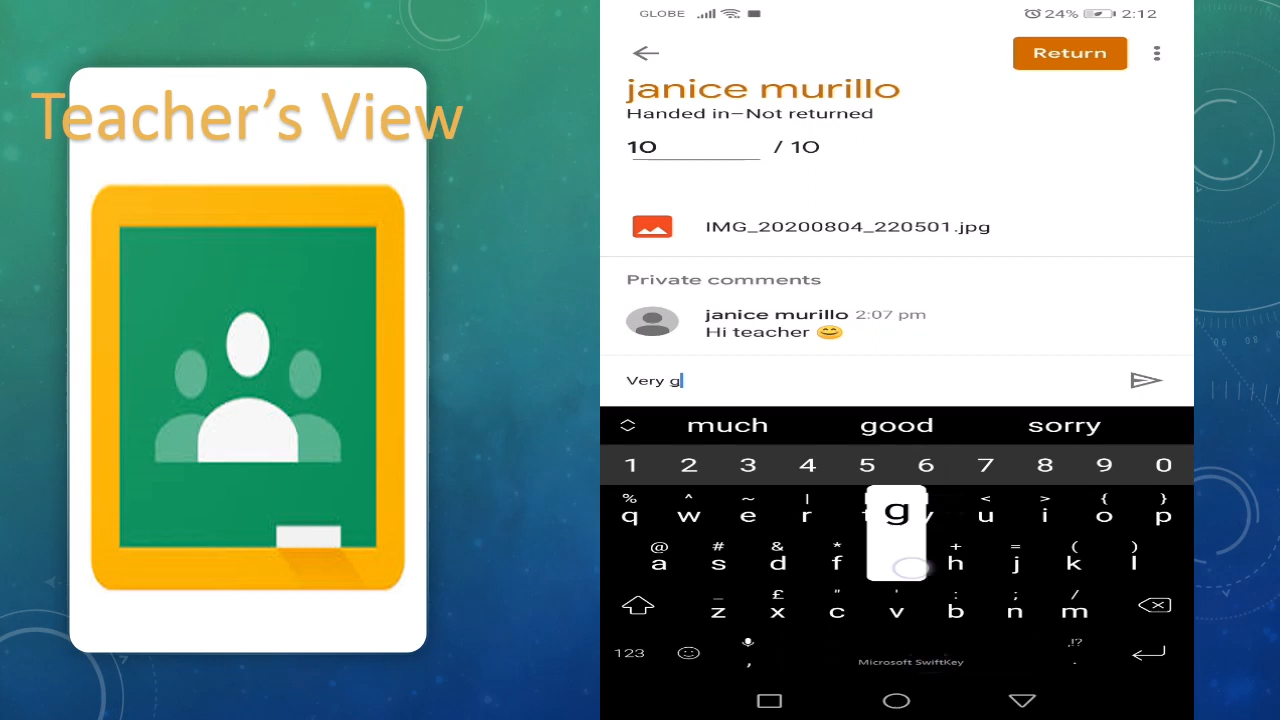 Teacher's View
GLOBE 24% 2:12
Return
janice murillo
Handed in–Not returned
10 / 10
IMG_20200804_220501.jpg
Private comments
janice murillo 2:07 pm
Hi teacher 😊
Very g
much good sorry
1 2 3 4 5 6 7 8 9 0
% ^ ~ | < > { }
q w e r g y u i o p
@ # & * + = ( )
a s d f h j k l
_ £ " ' : ; /
z x c v b n m
123 , Microsoft SwiftKey ,!? .